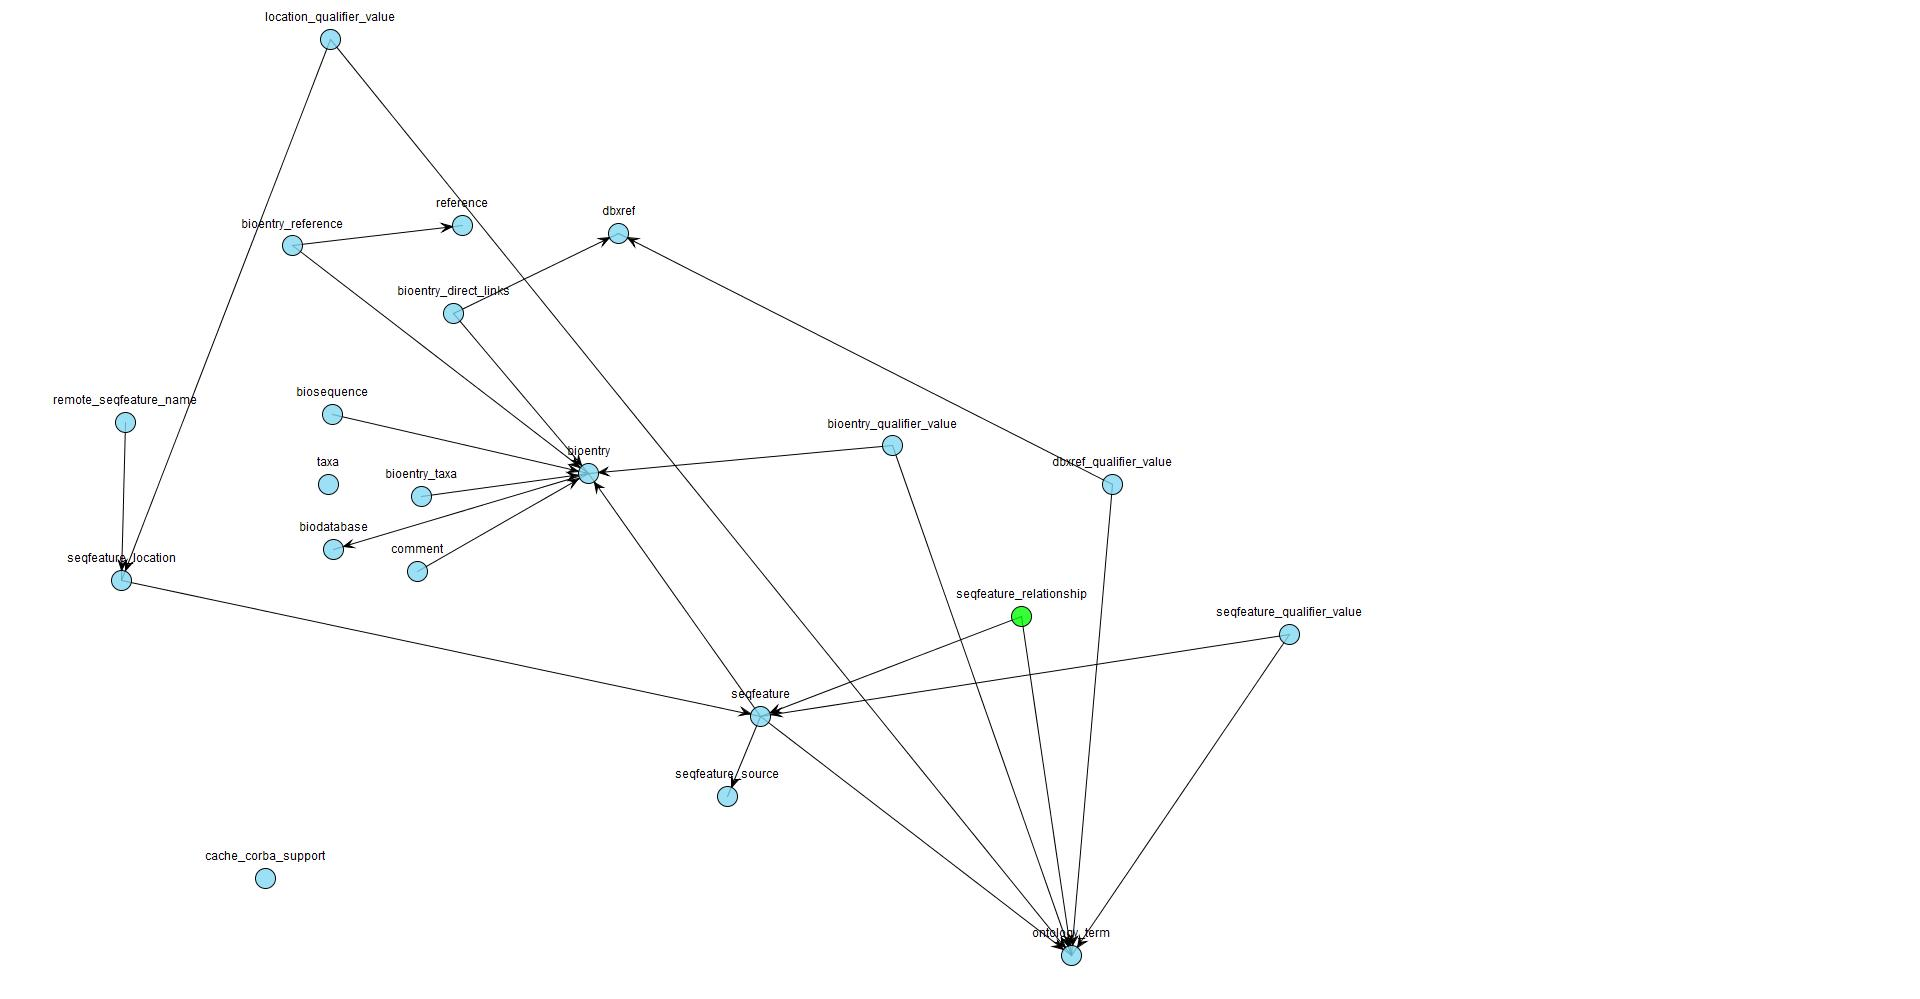 location_qualifier_value
reference
dbxref
bioentry_reference
bioentry_direct_links
biosequence
remote_seqfeature_name
bioentry_qualifier_value
bioentry
taxa
dbxref_qualifier_value
bioentry_taxa
biodatabase
comment
seqfeature_location
seqfeature_relationship
seqfeature_qualifier_value
seqfeature
seqfeature_source
cache_corba_support
ontology_term